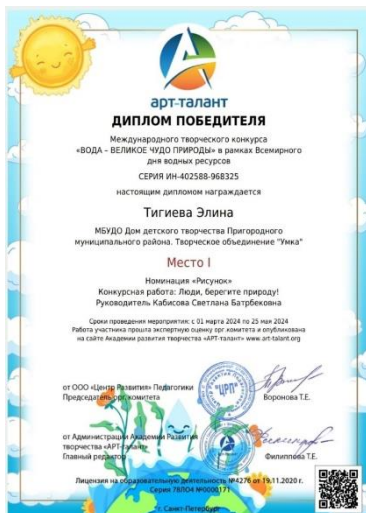 арт-талант
ДИПЛОМ ПОБЕДИТЕЛЯ
Международного творческого конкурса
«ВОДА – ВЕЛИКОЕ ЧУДО ПРИРОДЫ» в рамках Всемирного
дня водных ресурсов
СЕРИЯ ИН-402588-968325
настоящим дипломом награждается
Тигиева Элина
МБУДО Дом детского творчества Пригородного
муниципального района. Творческое объединение "Умка"
Место I
Номинация «Рисунок»
Конкурсная работа: Люди, берегите природу!
Руководитель Кабисова Светлана Батрбековна
Сроки проведения мероприятия: с 01 марта 2024 по 25 мая 2024
Работа участника прошла экспертную оценку орг.комитета и опубликована
на сайте Академии развития творчества «АРТ-талант» www.art-talant.org
от ООО «Центр Развития» Педагогики
Председатель орг. комитета
"ЦРП"
Воронова Т.Е.
от Администрации Академии Развития
творчества «АРТ-талант»
Главный редактор
Филиппова Т.Е.
Лицензия на образовательную деятельность №4276 от 19.11.2020 г.
Серия 78ЛО4 №0000171
г. Санкт-Петербург